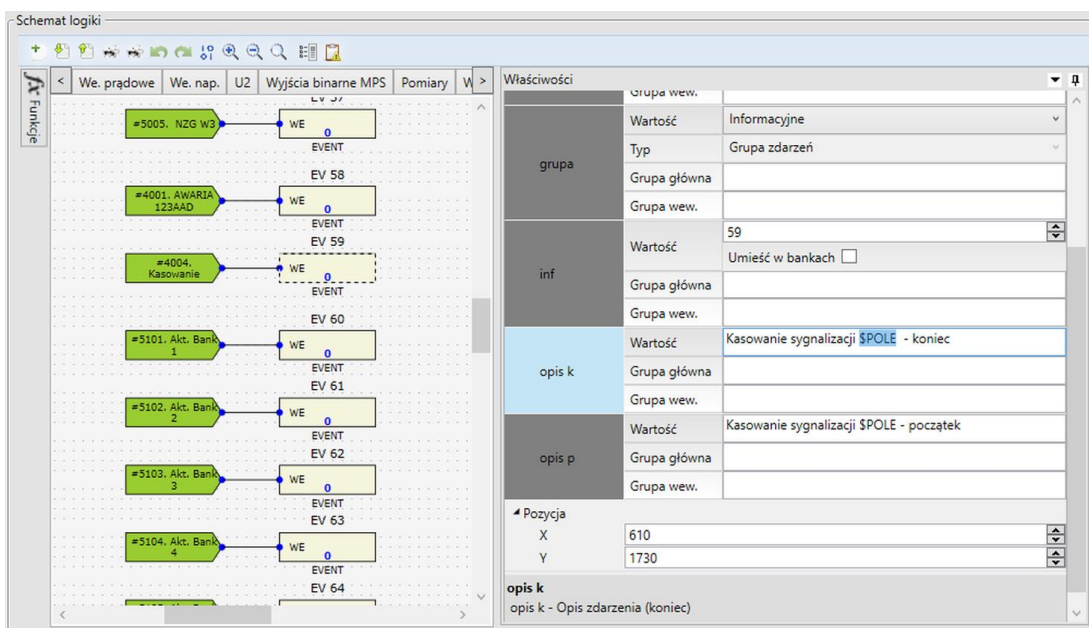 Schemat logiki
We. prądowe We. nap. U2 Wyjścia binarne MPS Pomiary
fx Funkcje
EV 57
#5005. NZG W3 WE 0
EVENT
EV 58
#4001. AWARIA
123AAD
WE 0
EVENT
EV 59
#4004.
Kasowanie
WE 0
EVENT
EV 60
#5101. Akt. Bank
1
WE 0
EVENT
EV 61
#5102. Akt. Bank
2
WE 0
EVENT
EV 62
#5103. Akt. Bank
3
WE 0
EVENT
EV 63
#5104. Akt. Bank
4
WE 0
EVENT
EV 64
Właściwości
Grupa wew.
grupa
Wartość Informacyjne
Typ Grupa zdarzeń
Grupa główna
Grupa wew.
inf
Wartość 59
Umieść w bankach
Grupa główna
Grupa wew.
opis k
Wartość Kasowanie sygnalizacji $POLE - koniec
Grupa główna
Grupa wew.
opis p
Wartość Kasowanie sygnalizacji $POLE - początek
Grupa główna
Grupa wew.
Pozycja
X 610
Y 1730
opis k
opis k - Opis zdarzenia (koniec)